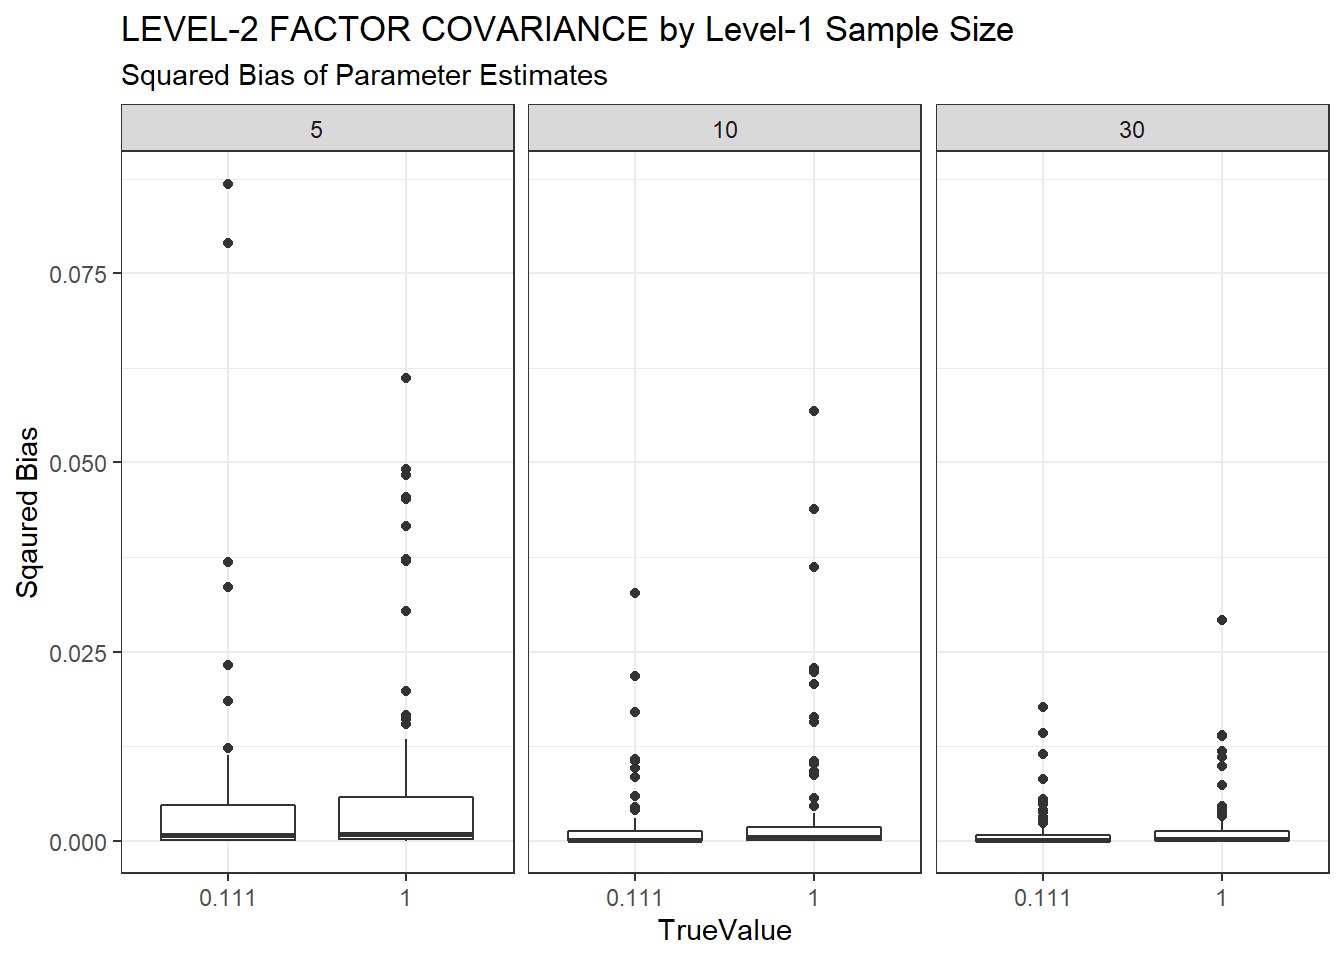 LEVEL-2 FACTOR COVARIANCE by Level-1 Sample Size
Squared Bias of Parameter Estimates
5 10 30
Sqaured Bias
0.075
0.050
0.025
0.000
0.111 1 0.111 1 0.111 1
TrueValue